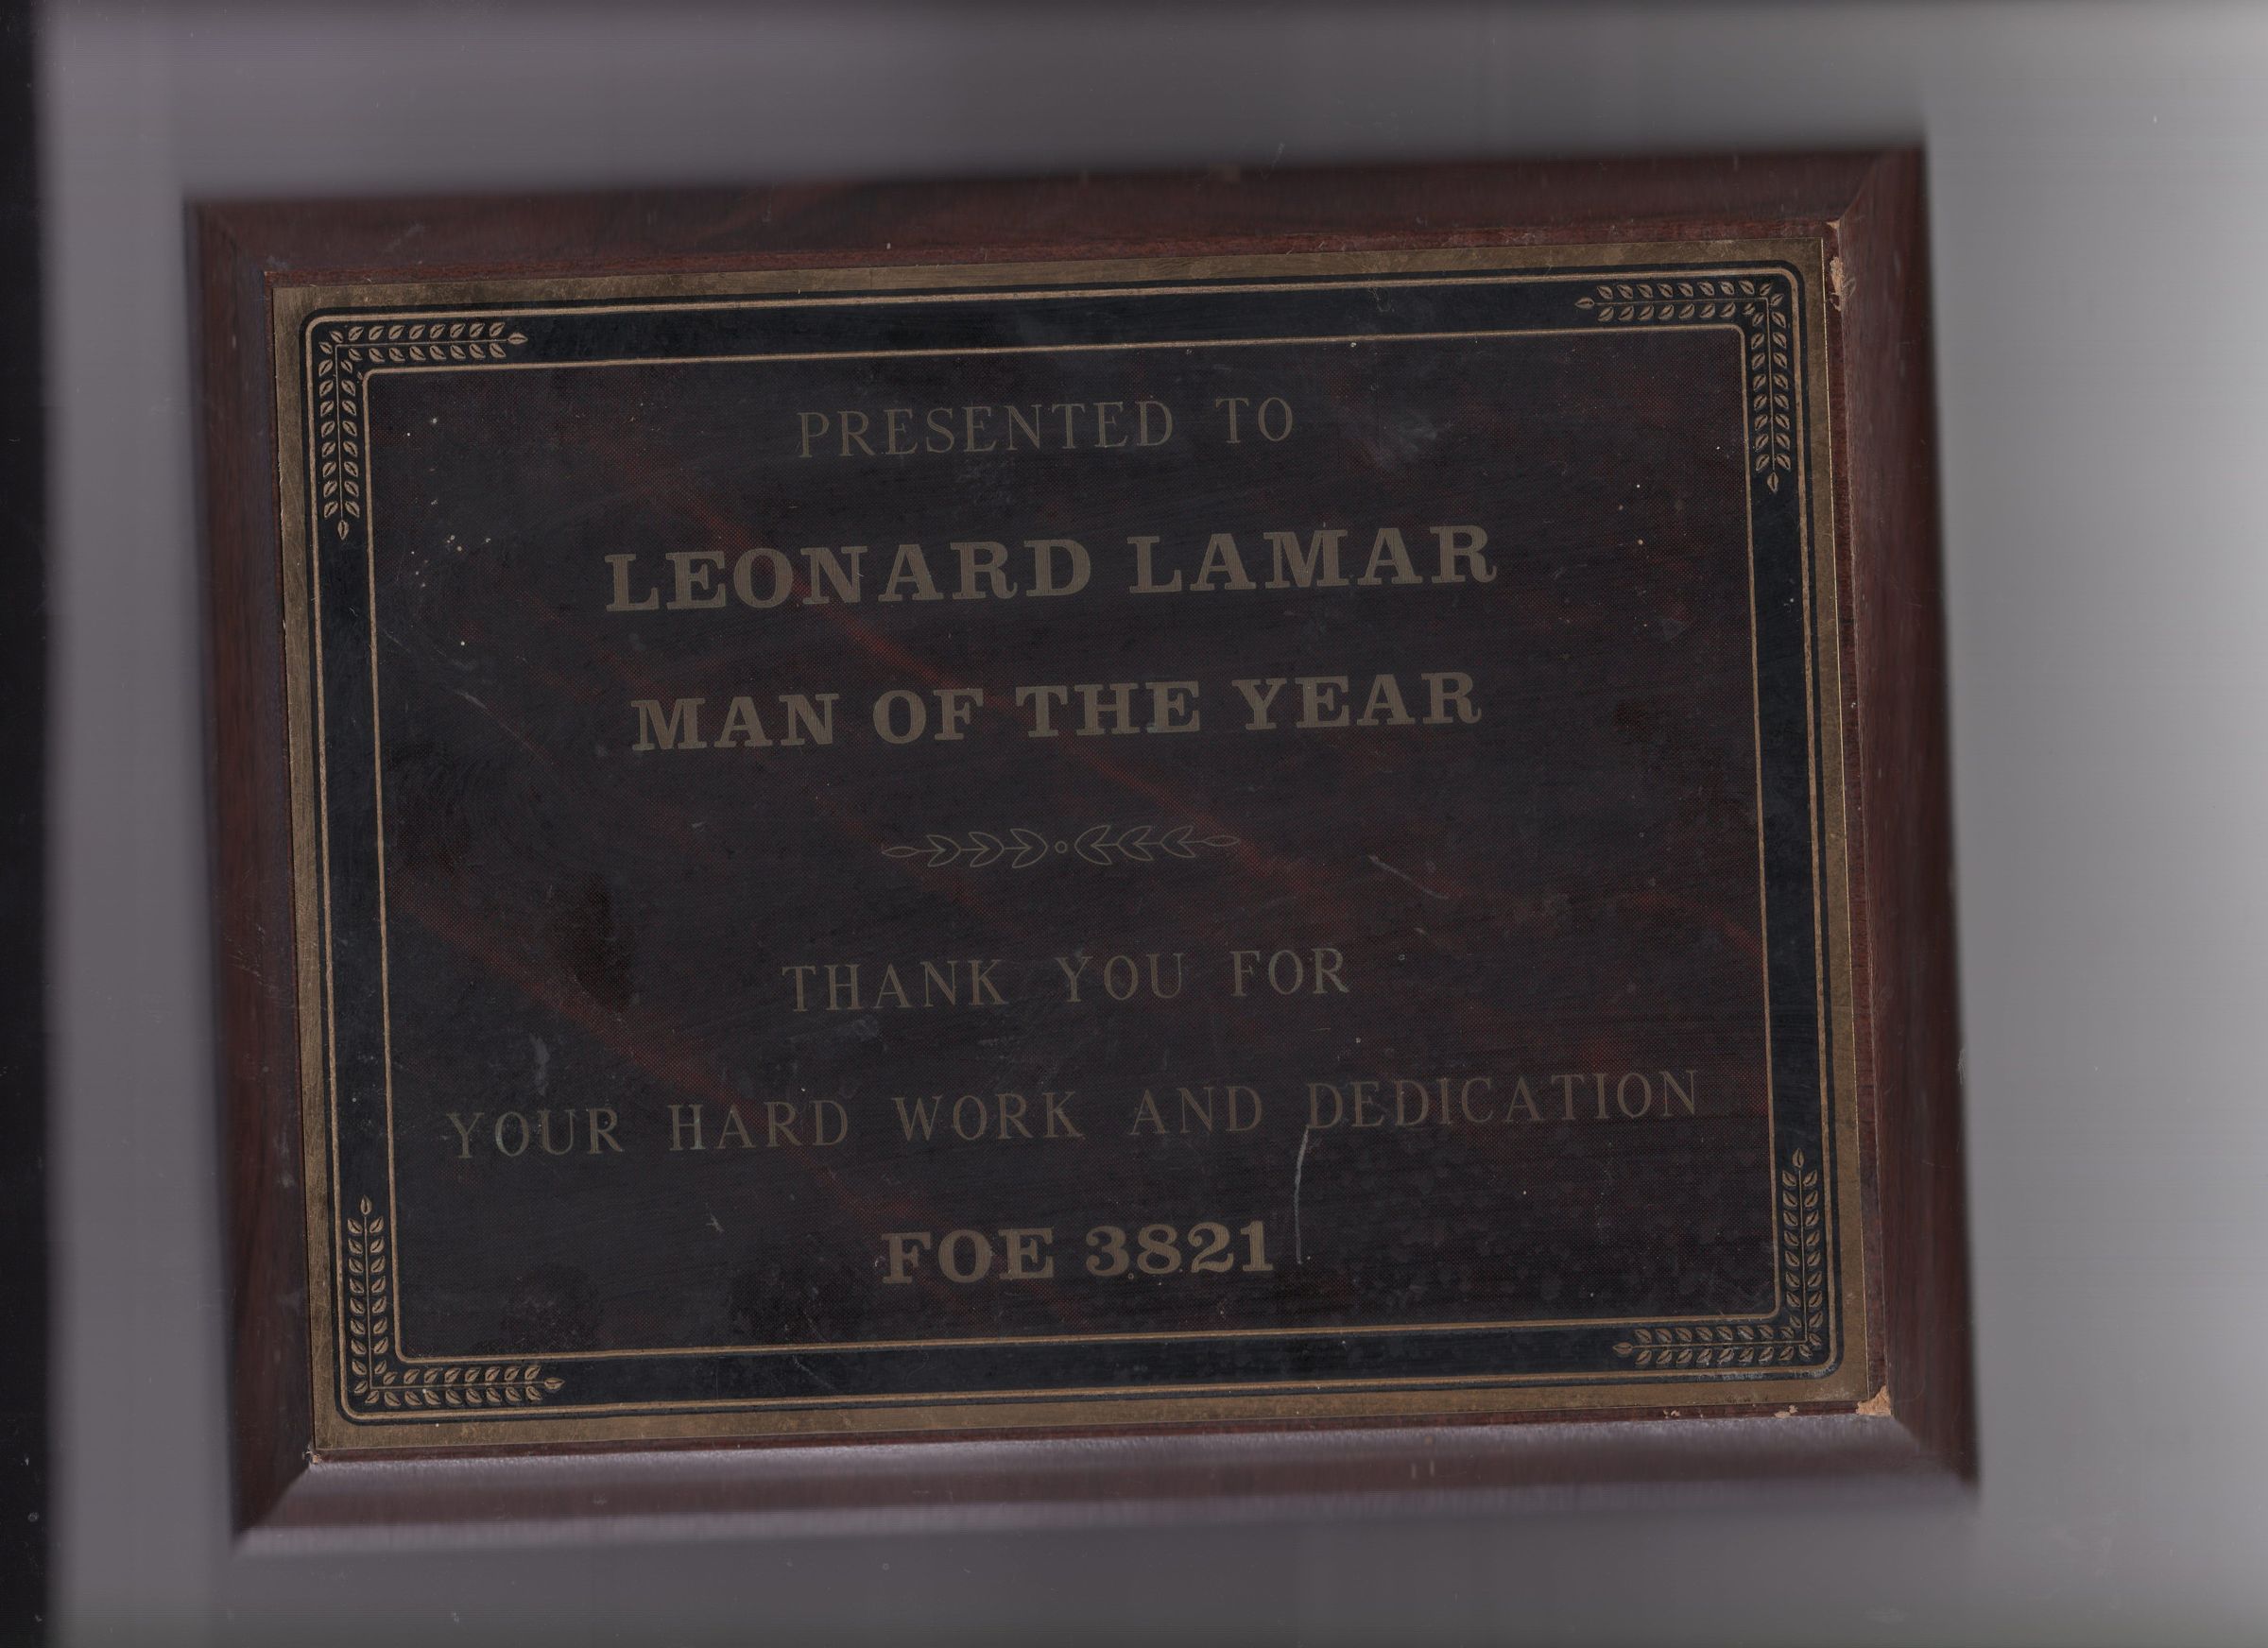 PRESENTED TO
LEONARD LAMAR
MAN OF THE YEAR
THANK YOU FOR
YOUR HARD WORK AND DEDICATION
FOE 3821